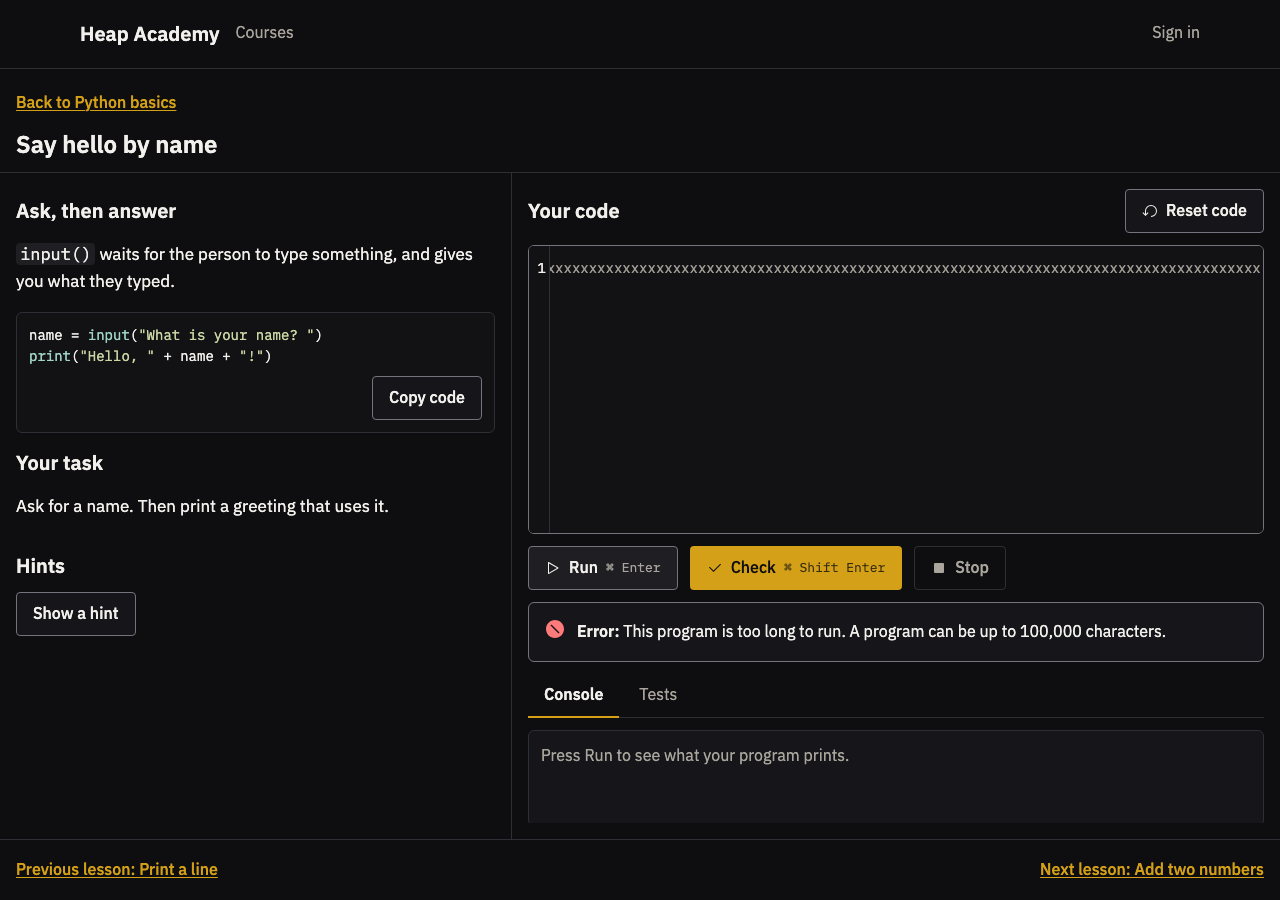 Heap Academy Courses Sign in
Back to Python basics
Say hello by name
Ask, then answer
input() waits for the person to type something, and gives
you what they typed.
name = input("What is your name? ")
print("Hello, " + name + "!")
Copy code
Your task
Ask for a name. Then print a greeting that uses it.
Hints
Show a hint
Your code
Reset code
1
Run ⌘ Enter
Check ⌘ Shift Enter
Stop
Error: This program is too long to run. A program can be up to 100,000 characters.
Console Tests
Press Run to see what your program prints.
Previous lesson: Print a line
Next lesson: Add two numbers